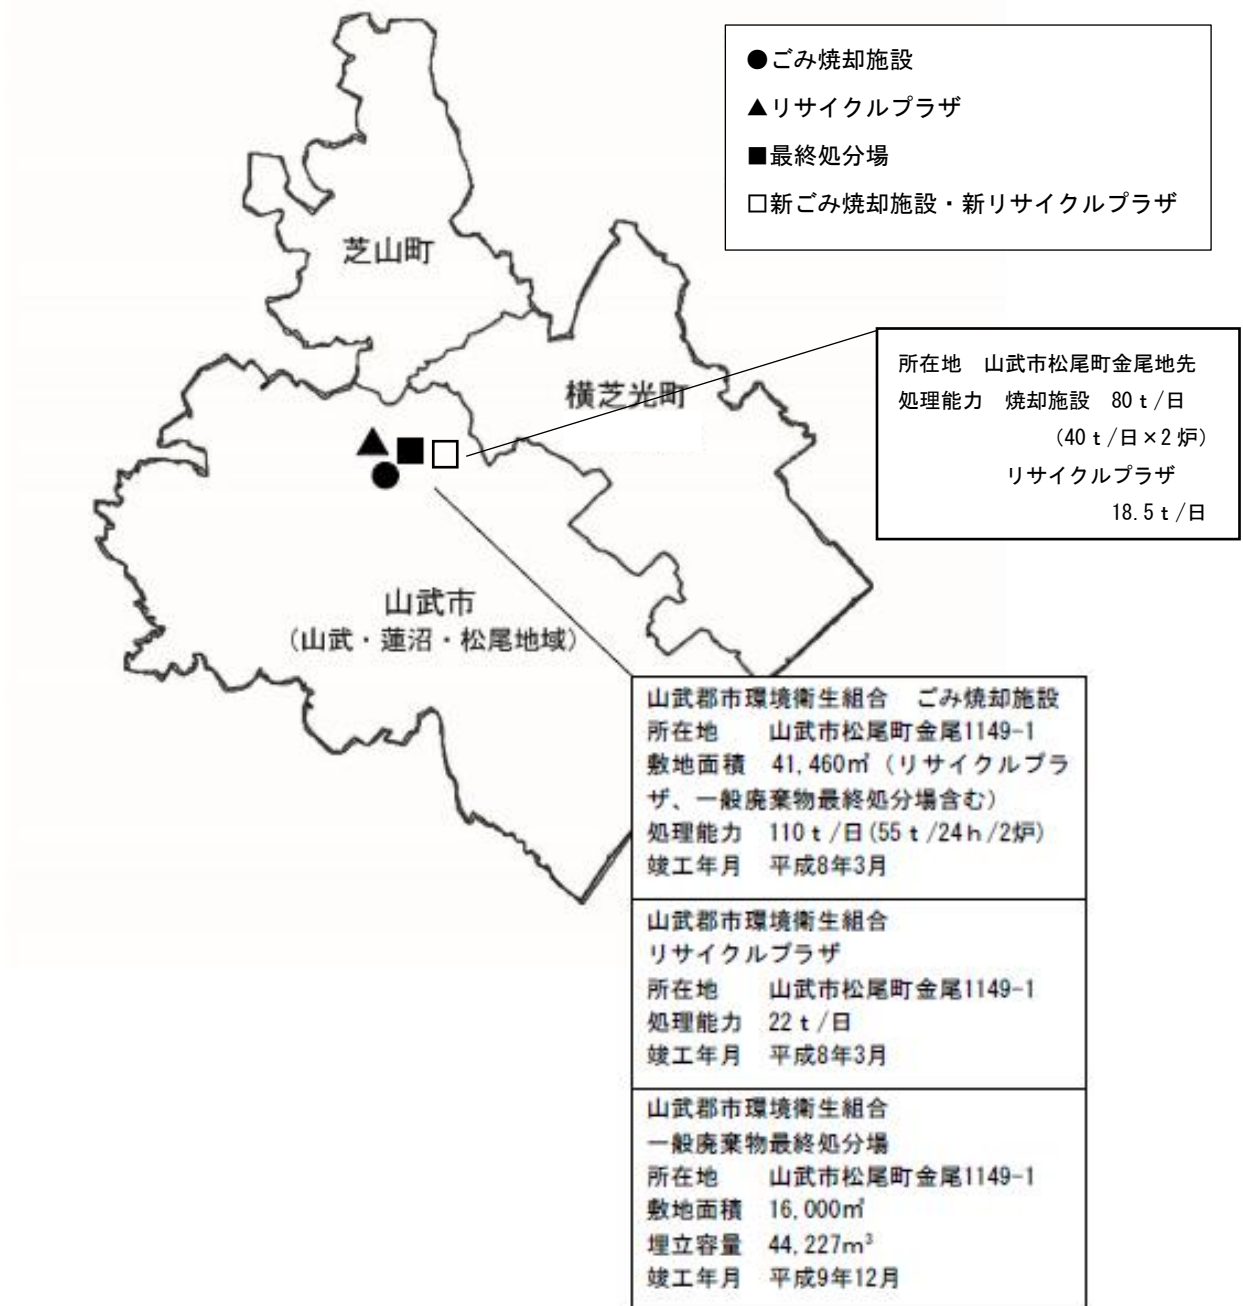 ●ごみ焼却施設
▲リサイクルプラザ
■最終処分場
□新ごみ焼却施設・新リサイクルプラザ
芝山町
横芝光町
所在地　山武市松尾町金尾地先
処理能力　焼却施設　80ｔ/日
（40ｔ/日×2炉）
リサイクルプラザ
18.5ｔ/日
山武市
（山武・蓮沼・松尾地域）
山武郡市環境衛生組合　ごみ焼却施設
所在地　山武市松尾町金尾1149-1
敷地面積　41,460㎡（リサイクルプラ
ザ、一般廃棄物最終処分場含む）
処理能力　110ｔ/日(55ｔ/24ｈ/2炉)
竣工年月　平成8年3月
山武郡市環境衛生組合
リサイクルプラザ
所在地　山武市松尾町金尾1149-1
処理能力　22ｔ/日
竣工年月　平成8年3月
山武郡市環境衛生組合
一般廃棄物最終処分場
所在地　山武市松尾町金尾1149-1
敷地面積　16,000㎡
埋立容量　44,227m³
竣工年月　平成9年12月